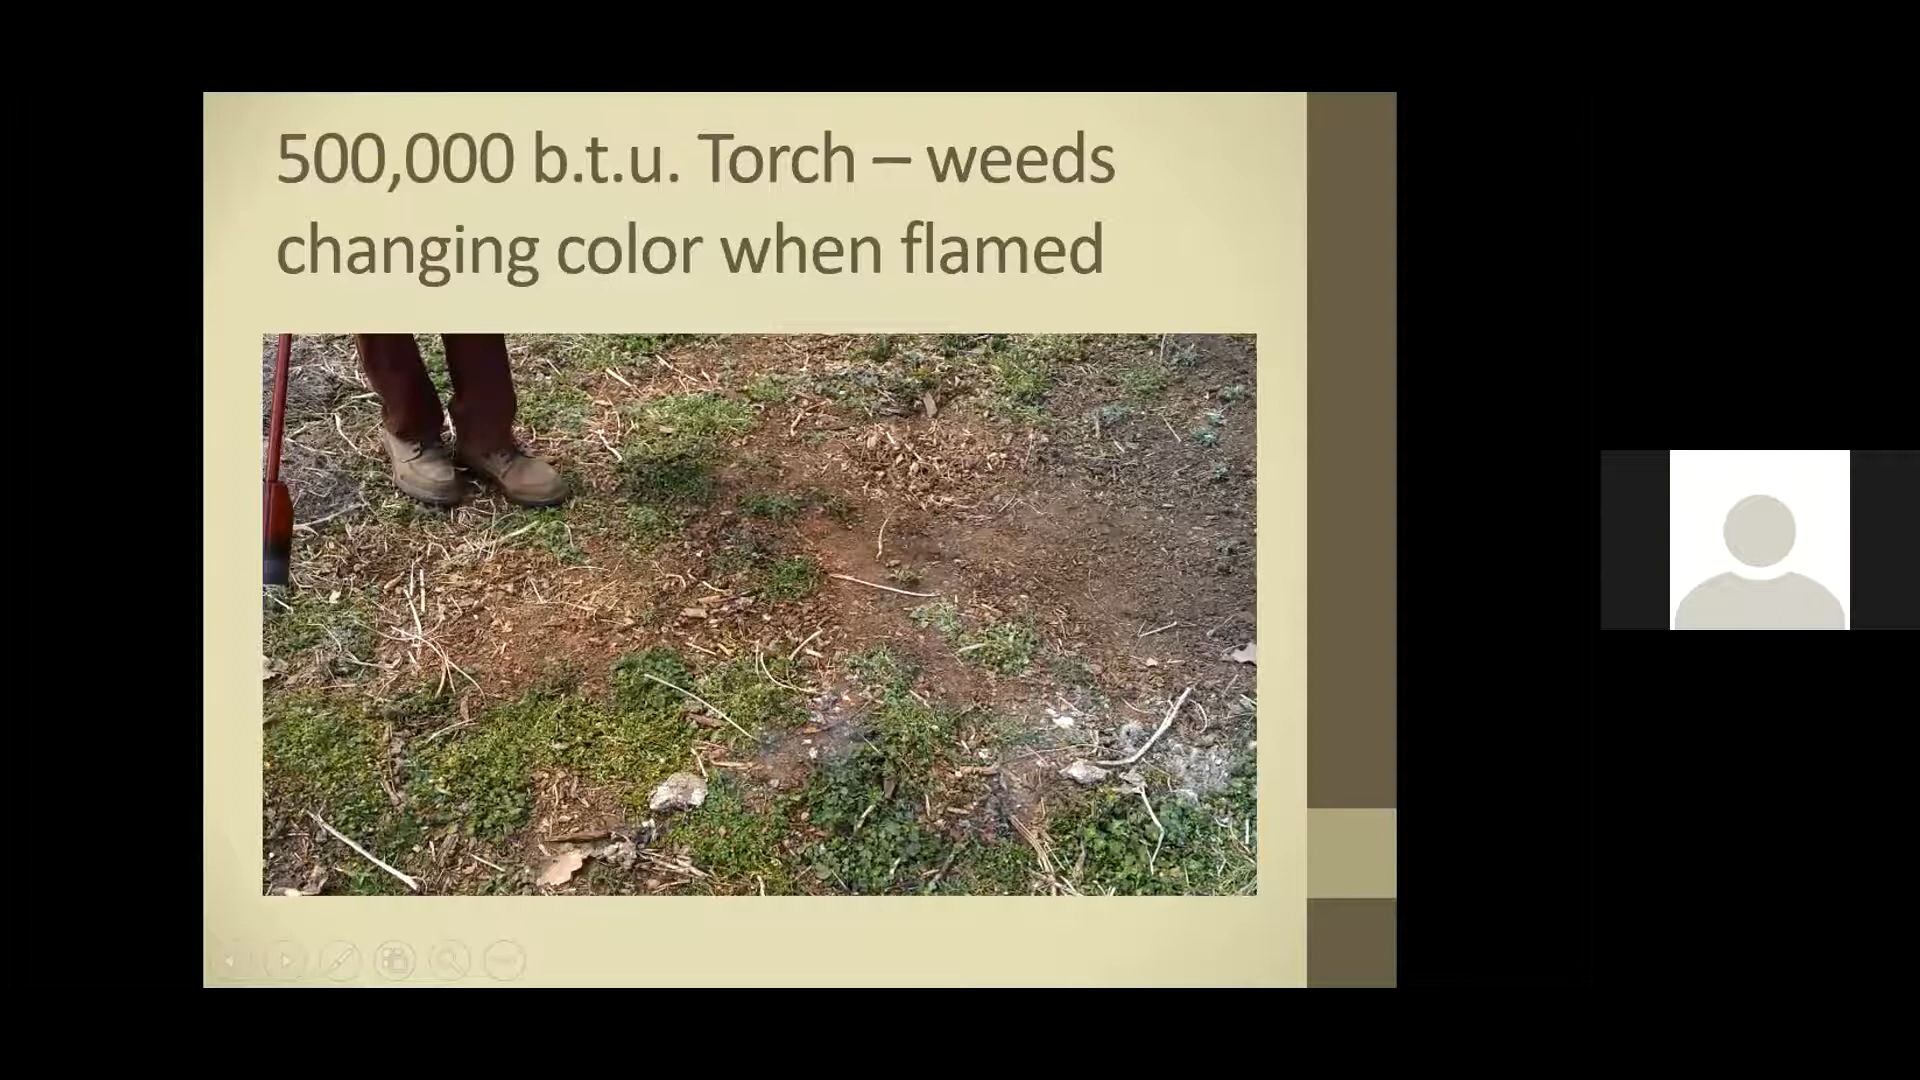 500,000 b.t.u. Torch – weeds
changing color when flamed